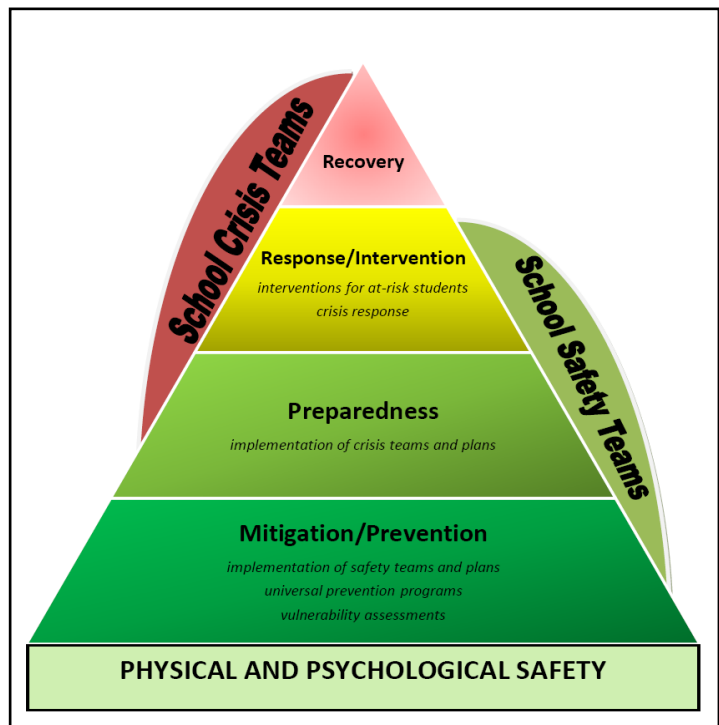 School Crisis Teams
Recovery
Response/Intervention
interventions for at-risk students
crisis response
School Safety Teams
Preparedness
implementation of crisis teams and plans
Mitigation/Prevention
implementation of safety teams and plans
universal prevention programs
vulnerability assessments
PHYSICAL AND PSYCHOLOGICAL SAFETY